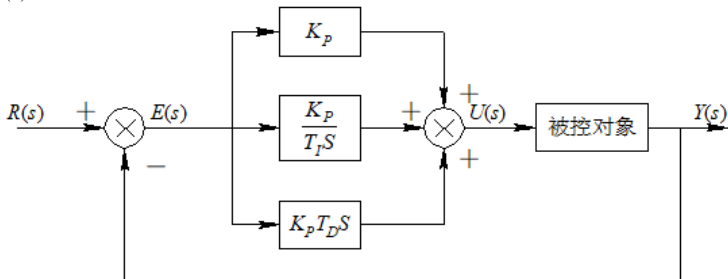 K_P
R(s) + E(s) K_P / T_I S + + U(s) 被控对象 Y(s)
− +
K_P T_D S